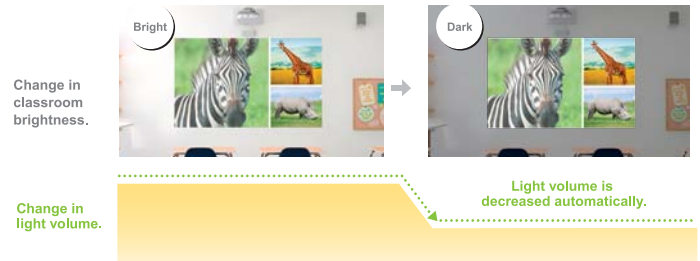 Bright
Dark
Change in
classroom
brightness.
Change in
light volume.
Light volume is
decreased automatically.